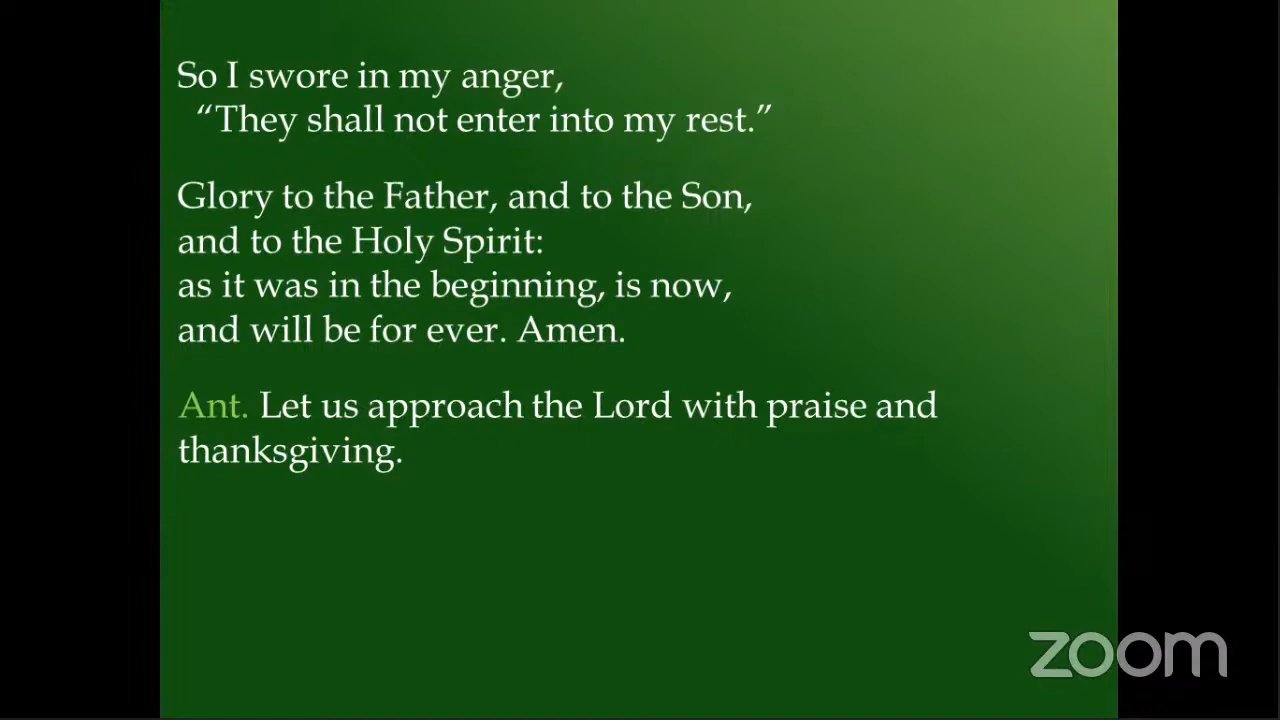 So I swore in my anger,
“They shall not enter into my rest.”
Glory to the Father, and to the Son,
and to the Holy Spirit:
as it was in the beginning, is now,
and will be for ever. Amen.
Ant. Let us approach the Lord with praise and
thanksgiving.
zoom